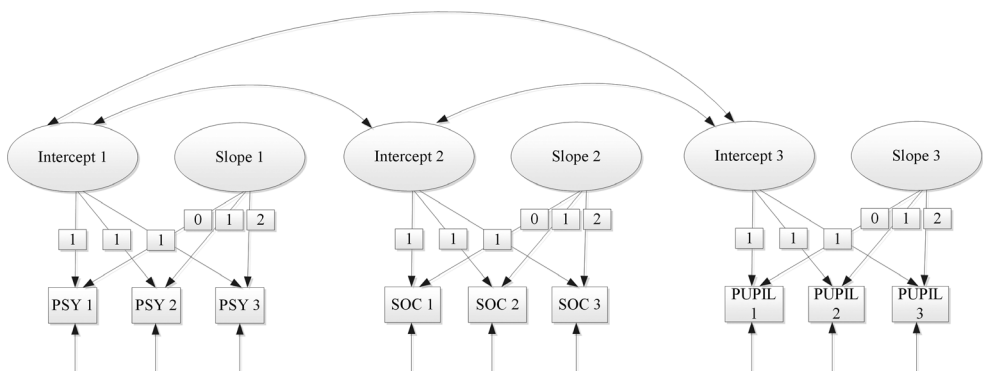 Intercept 1
Slope 1
Intercept 2
Slope 2
Intercept 3
Slope 3
0 1 2
0 1 2
0 1 2
1 1 1
1 1 1
1 1 1
PSY 1
PSY 2
PSY 3
SOC 1
SOC 2
SOC 3
PUPIL
1
PUPIL
2
PUPIL
3